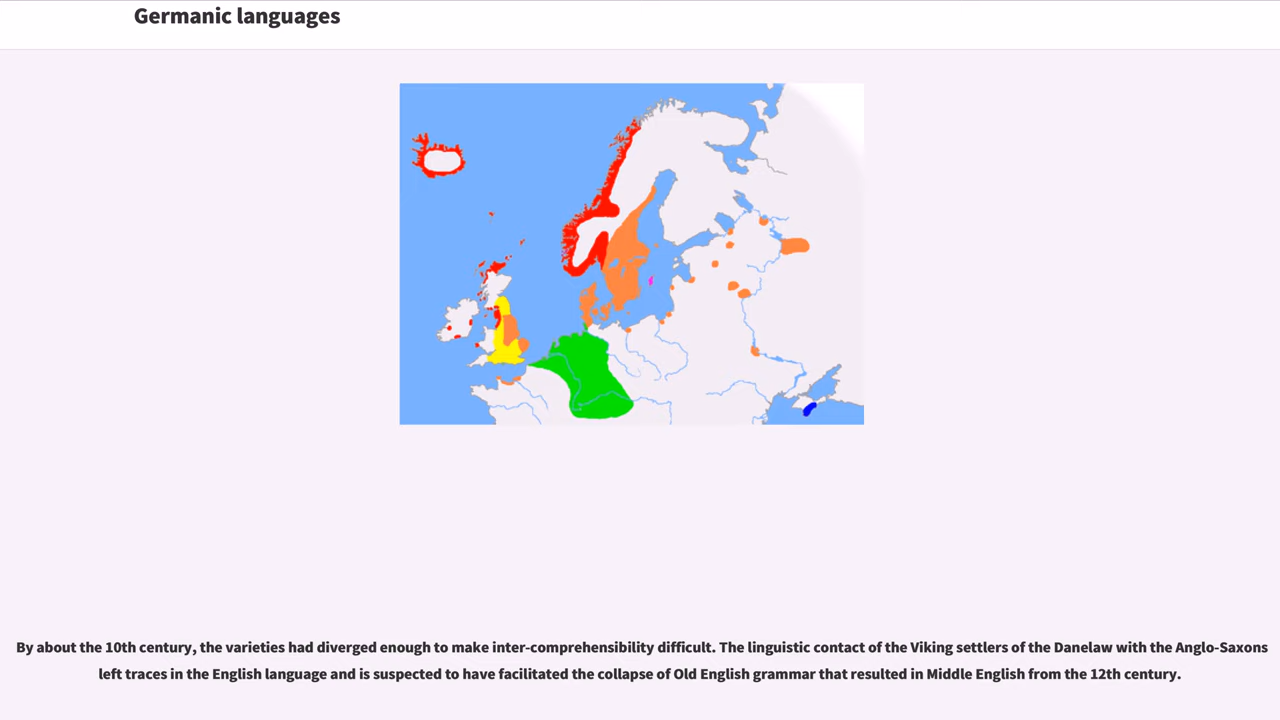 Germanic languages
By about the 10th century, the varieties had diverged enough to make inter-comprehensibility difficult. The linguistic contact of the Viking settlers of the Danelaw with the Anglo-Saxons
left traces in the English language and is suspected to have facilitated the collapse of Old English grammar that resulted in Middle English from the 12th century.